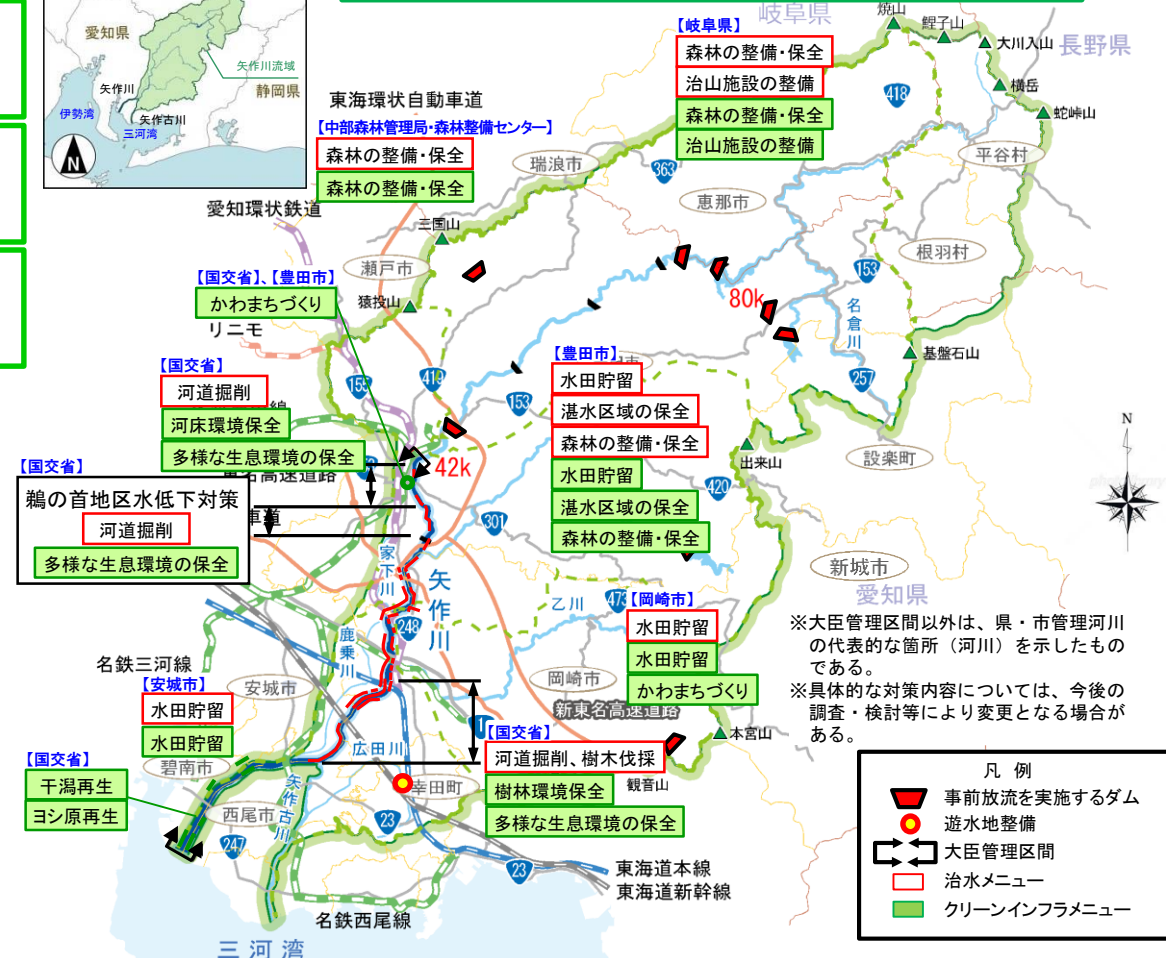 岐阜県
焼山
鯉子山
大川入山
長野県
横岳
蛇峠山
愛知県
矢作川流域
静岡県
矢作川
伊勢湾
矢作古川
三河湾
N
東海環状自動車道
【中部森林管理局・森林整備センター】
森林の整備・保全
森林の整備・保全
【岐阜県】
森林の整備・保全
治山施設の整備
森林の整備・保全
治山施設の整備
418
平谷村
瑞浪市
363
恵那市
根羽村
153
愛知環状鉄道
三国山
瀬戸市
猿投山
80k
名倉川
基盤石山
257
設楽町
【国交省】、【豊田市】
かわまちづくり
リニモ
155
419
153
【国交省】
河道掘削
河床環境保全
多様な生息環境の保全
42k
【豊田市】
水田貯留
湛水区域の保全
森林の整備・保全
水田貯留
湛水区域の保全
森林の整備・保全
出来山
420
301
【国交省】
鵜の首地区水低下対策
河道掘削
多様な生息環境の保全
家下川
矢作川
248
鹿乗川
乙川
473
新城市
愛知県
N
【岡崎市】
水田貯留
水田貯留
かわまちづくり
岡崎市
新東名高速道路
本宮山
観音山
名鉄三河線
安城市
【安城市】
水田貯留
水田貯留
【国交省】
干潟再生
ヨシ原再生
碧南市
西尾市
矢作古川
広田川
幸田町
【国交省】
河道掘削、樹木伐採
樹林環境保全
多様な生息環境の保全
23
247
23
東海道本線
東海道新幹線
名鉄西尾線
三河湾
※大臣管理区間以外は、県・市管理河川
の代表的な箇所（河川）を示したもの
である。
※具体的な対策内容については、今後の
調査・検討等により変更となる場合が
ある。
凡 例
事前放流を実施するダム
遊水地整備
大臣管理区間
治水メニュー
クリーンインフラメニュー